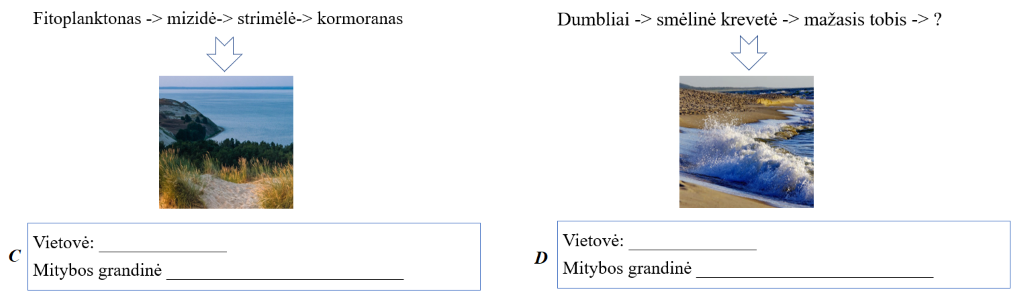 Fitoplanktonas -> mizidė-> strimėlė-> kormoranas
Dumbliai -> smėlinė krevetė -> mažasis tobis -> ?
C
Vietovė: _______________
Mitybos grandinė ____________________________
D
Vietovė: _______________
Mitybos grandinė ____________________________